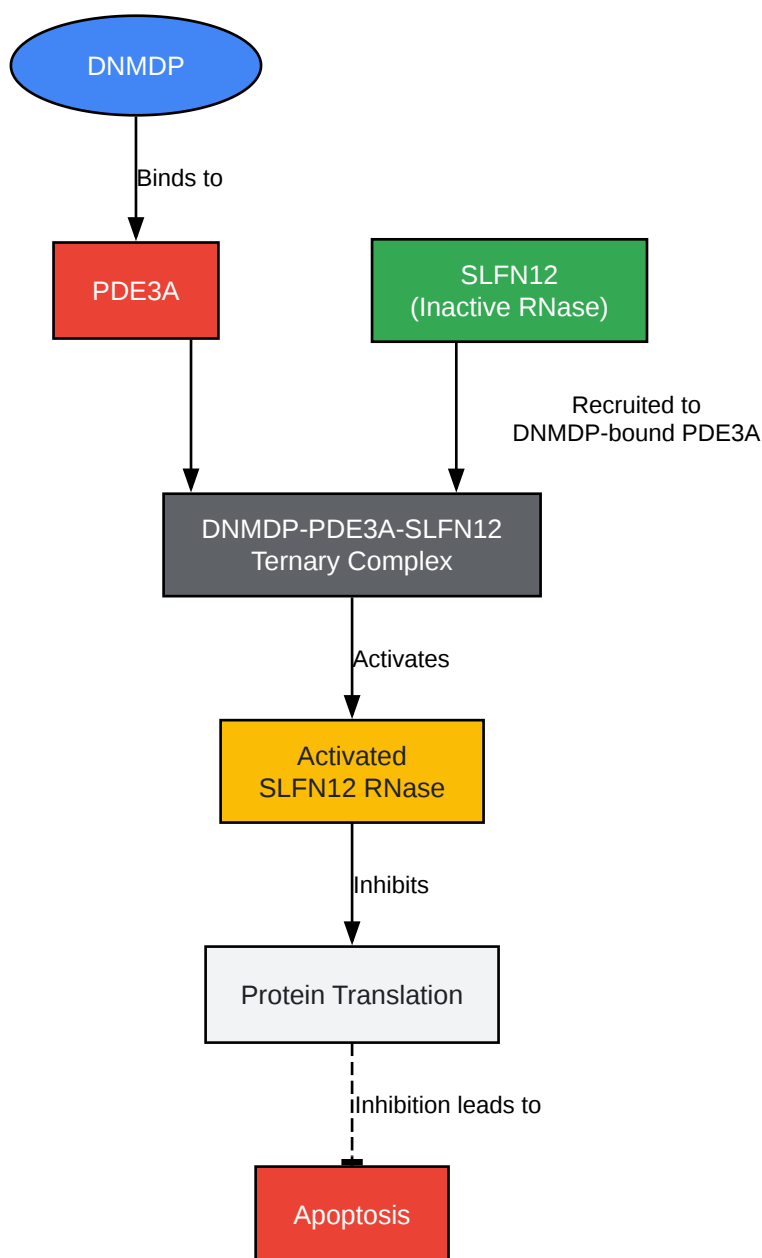 DNMDP
Binds to
PDE3A
SLFN12
(Inactive RNase)
Recruited to
DNMDP-bound PDE3A
DNMDP-PDE3A-SLFN12
Ternary Complex
Activates
Activated
SLFN12 RNase
Inhibits
Protein Translation
Inhibition leads to
Apoptosis